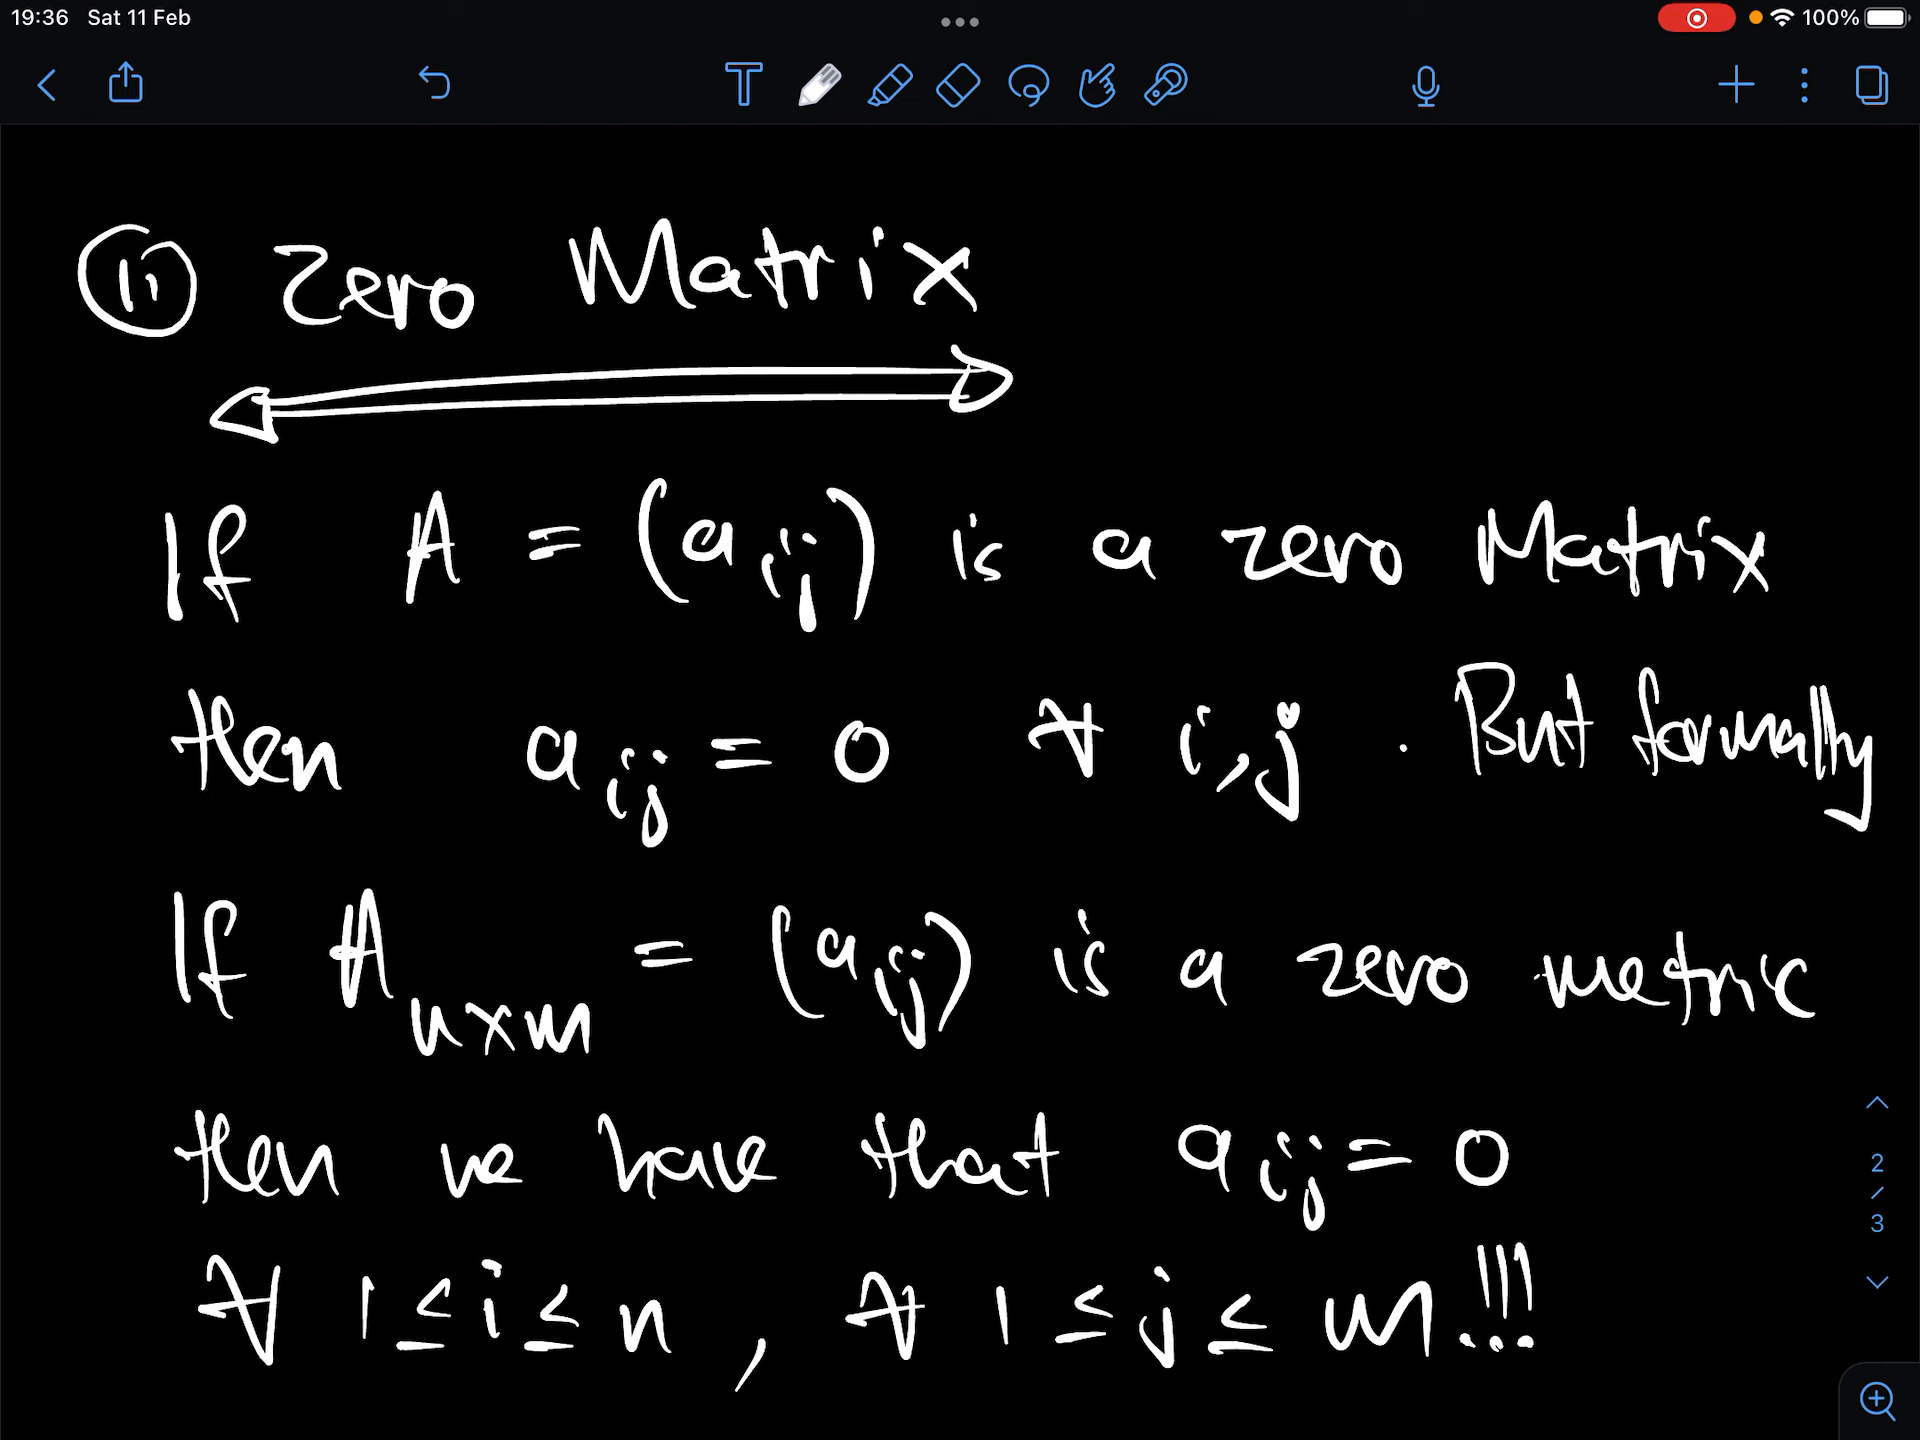 19:36 Sat 11 Feb 100%
T
(ii) Zero Matrix
If A = (aij) is a zero Matrix
then aij = 0 ∀ i,j . But formally
If Anxm = (aij) is a zero metric
then we have that aij = 0
∀ 1 ≤ i ≤ n , ∀ 1 ≤ j ≤ m!!!
2
/
3